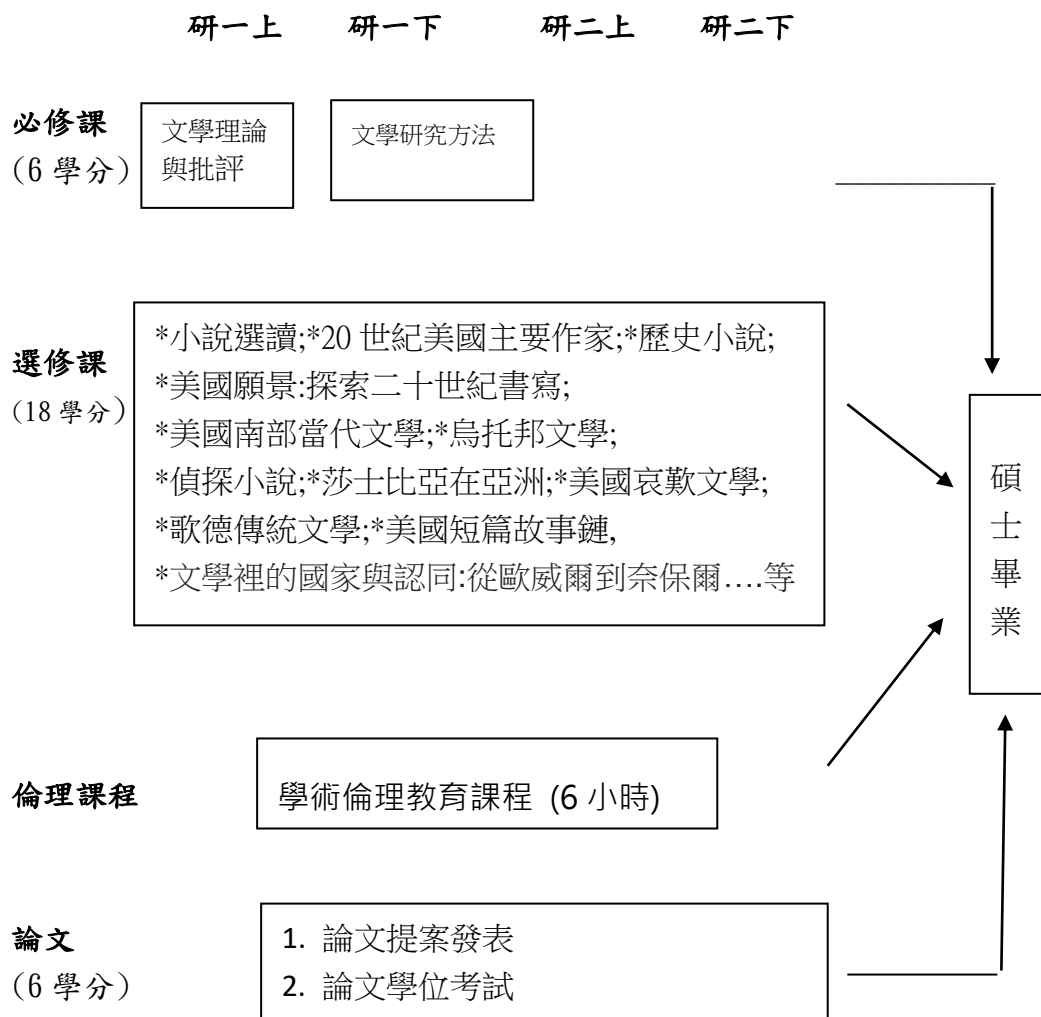 研一上 研一下 研二上 研二下
必修課
(6 學分)
文學理論
與批評
文學研究方法
選修課
(18 學分)
*小說選讀;*20 世紀美國主要作家;*歷史小說;
*美國願景:探索二十世紀書寫;
*美國南部當代文學;*烏托邦文學;
*偵探小說;*莎士比亞在亞洲;*美國哀歎文學;
*歌德傳統文學;*美國短篇故事鏈,
*文學裡的國家與認同:從歐威爾到奈保爾....等
碩士畢業
倫理課程
學術倫理教育課程 (6 小時)
論文
(6 學分)
1. 論文提案發表
2. 論文學位考試